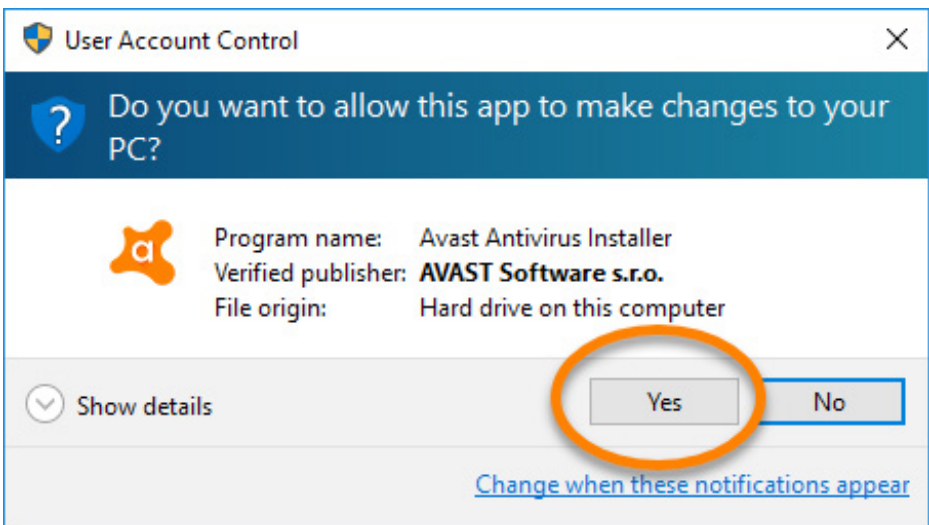 User Account Control
Do you want to allow this app to make changes to your
PC?
a
Program name: Avast Antivirus Installer
Verified publisher: AVAST Software s.r.o.
File origin: Hard drive on this computer
Show details
Yes No
Change when these notifications appear